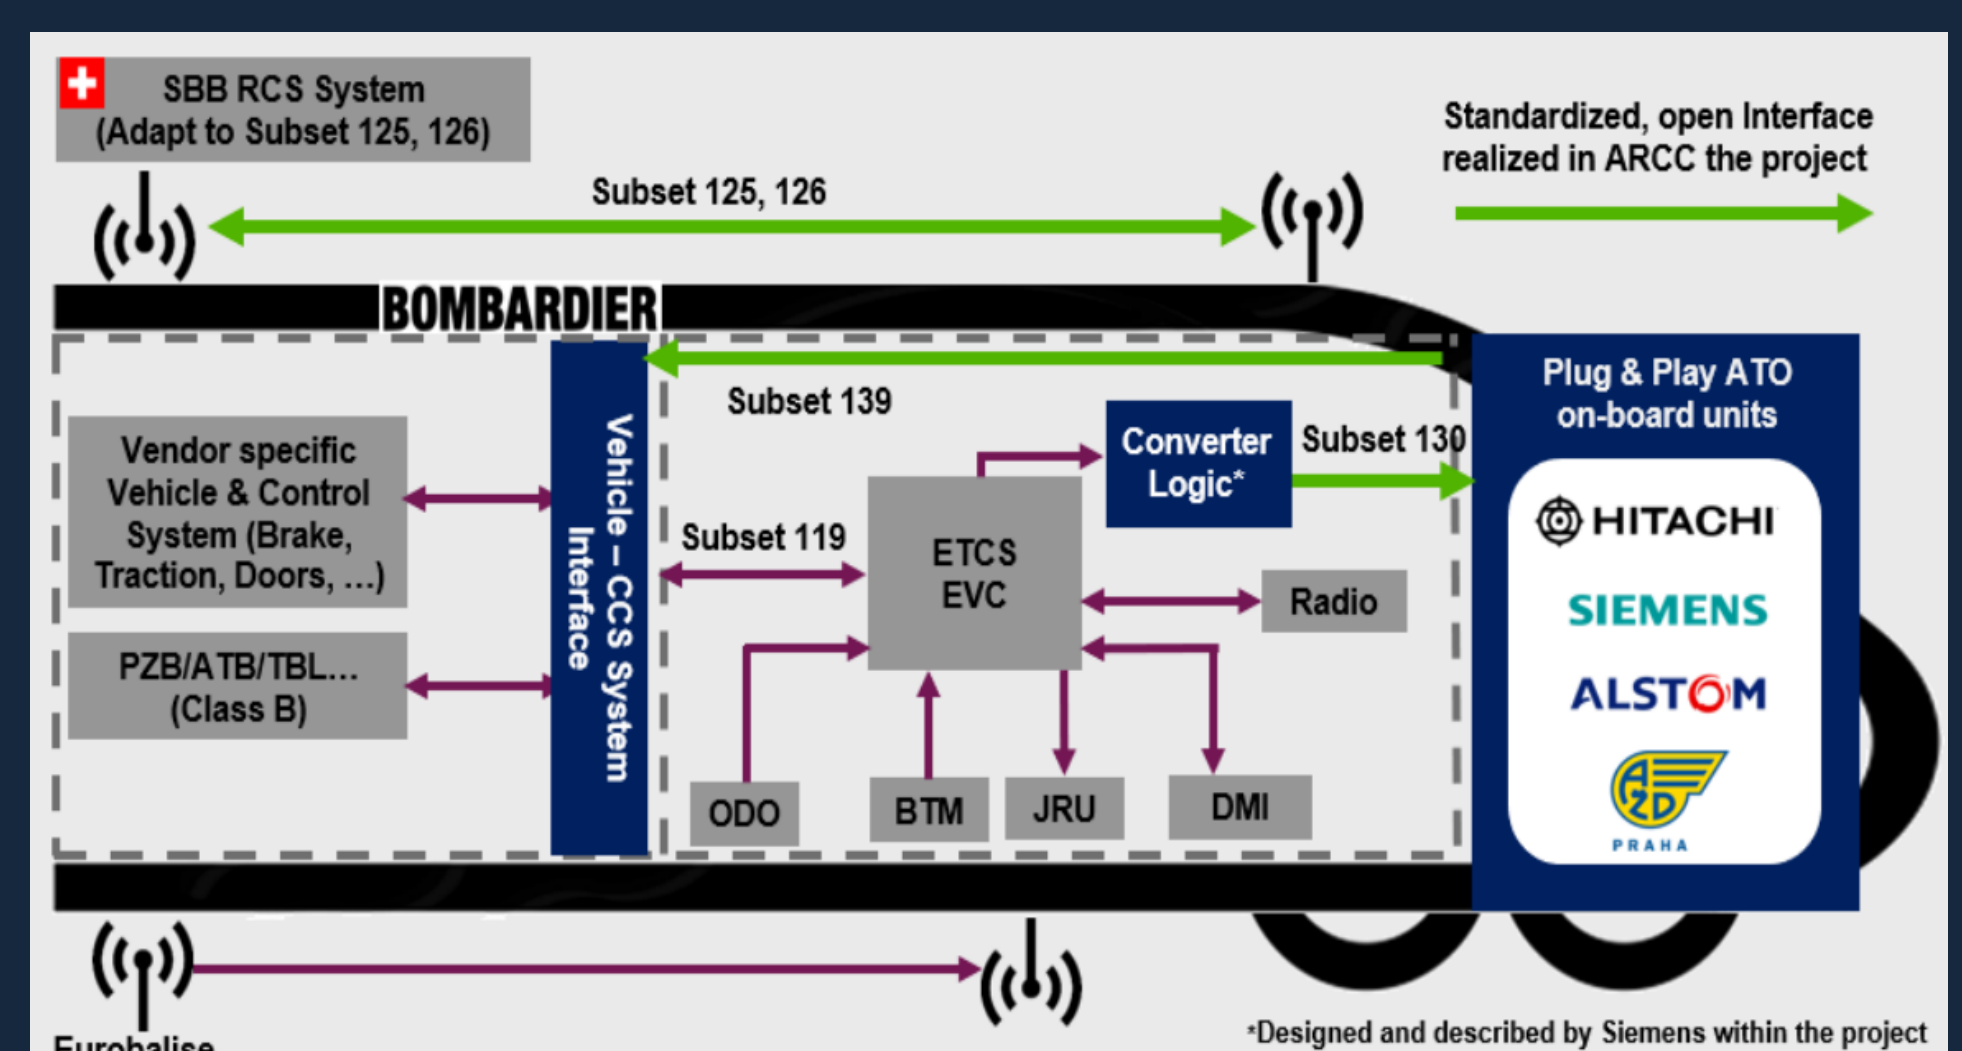 SBB RCS System
(Adapt to Subset 125, 126)
Standardized, open Interface
realized in ARCC the project
Subset 125, 126
BOMBARDIER
Subset 139
Plug & Play ATO
on-board units
Vendor specific
Vehicle & Control
System (Brake,
Traction, Doors, ...)
PZB/ATB/TBL...
(Class B)
Vehicle – CCS System
Interface
Subset 119
ETCS
EVC
Converter
Logic*
Subset 130
Radio
ODO
BTM
JRU
DMI
HITACHI
SIEMENS
ALSTOM
AŽD
PRAHA
Eurobalise
*Designed and described by Siemens within the project